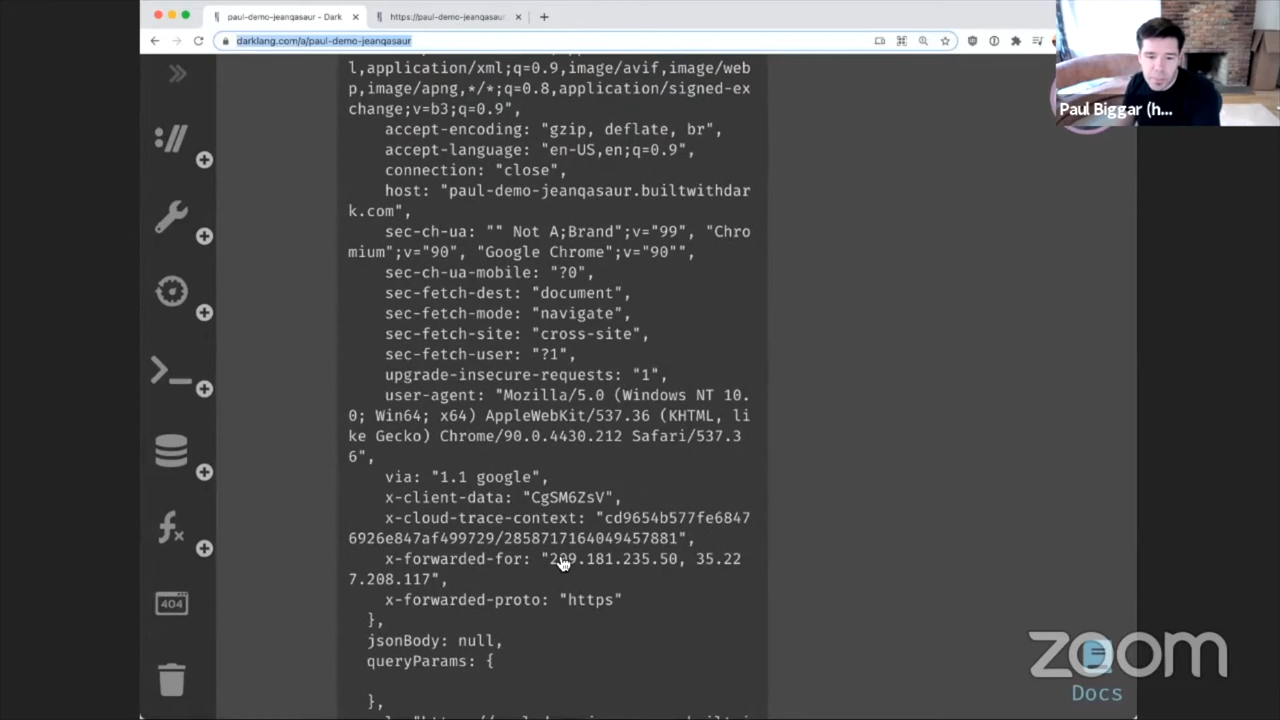 paul-demo-jeanqasaur - Dark
https://paul-demo-jeanqasaur
darklang.com/a/paul-demo-jeanqasaur
Paul Biggar (h...
l,application/xml;q=0.9,image/avif,image/web
p,image/apng,*/*;q=0.8,application/signed-ex
change;v=b3;q=0.9",
accept-encoding: "gzip, deflate, br",
accept-language: "en-US,en;q=0.9",
connection: "close",
host: "paul-demo-jeanqasaur.builtwithdar
k.com",
sec-ch-ua: "" Not A;Brand";v="99", "Chro
mium";v="90", "Google Chrome";v="90"",
sec-ch-ua-mobile: "?0",
sec-fetch-dest: "document",
sec-fetch-mode: "navigate",
sec-fetch-site: "cross-site",
sec-fetch-user: "?1",
upgrade-insecure-requests: "1",
user-agent: "Mozilla/5.0 (Windows NT 10.
0; Win64; x64) AppleWebKit/537.36 (KHTML, li
ke Gecko) Chrome/90.0.4430.212 Safari/537.3
6",
via: "1.1 google",
x-client-data: "CgSM6ZsV",
x-cloud-trace-context: "cd9654b577fe6847
6926e847af499729/2858717164049457881",
x-forwarded-for: "209.181.235.50, 35.22
7.208.117",
x-forwarded-proto: "https"
},
jsonBody: null,
queryParams: {
},
404
zoom
Docs